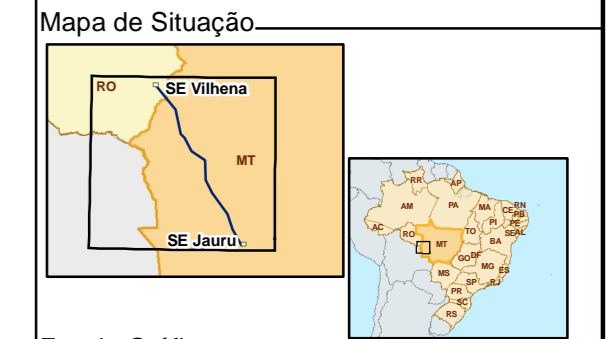 Mapa de Situação
RO
SE Vilhena
MT
SE Jauru
RR
AP
AM
PA
MA
CE
RN
PB
PE
AL
SE
PI
AC
RO
TO
MT
BA
GO
DF
MG
ES
MS
SP
RJ
PR
SC
RS